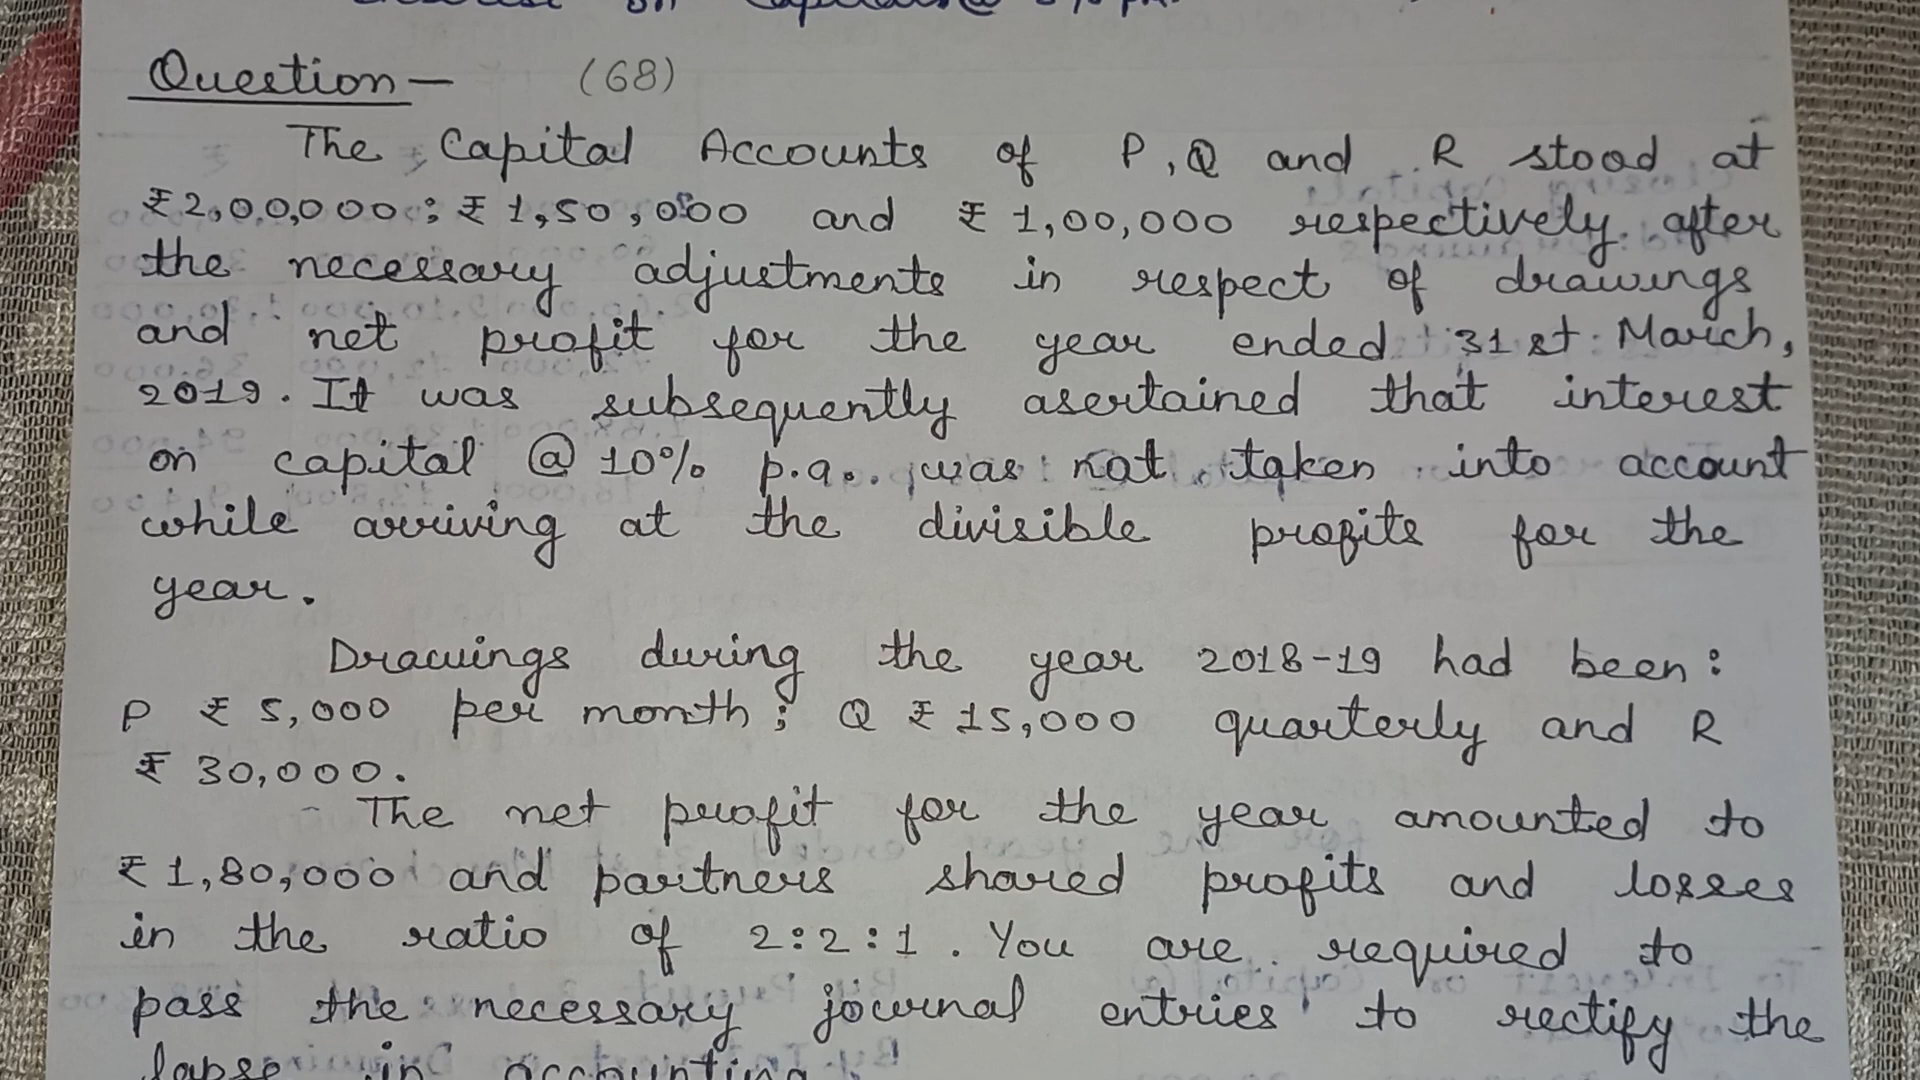 Interest on Capital @
Question— (68)
The Capital Accounts of P, Q and R stood at
₹2,00,000; ₹1,50,000 and ₹1,00,000 respectively after
the necessary adjustments in respect of drawings
and net profit for the year ended 31st March,
2019. It was subsequently asertained that interest
on capital @ 10% p.a. was not taken into account
while arriving at the divisible profits for the
year.
Drawings during the year 2018-19 had been:
P ₹5,000 per month; Q ₹15,000 quarterly and R
₹30,000.
The net profit for the year amounted to
₹1,80,000 and partners shared profits and losses
in the ratio of 2:2:1. You are required to
pass the necessary journal entries to rectify the
lapse in accounting.